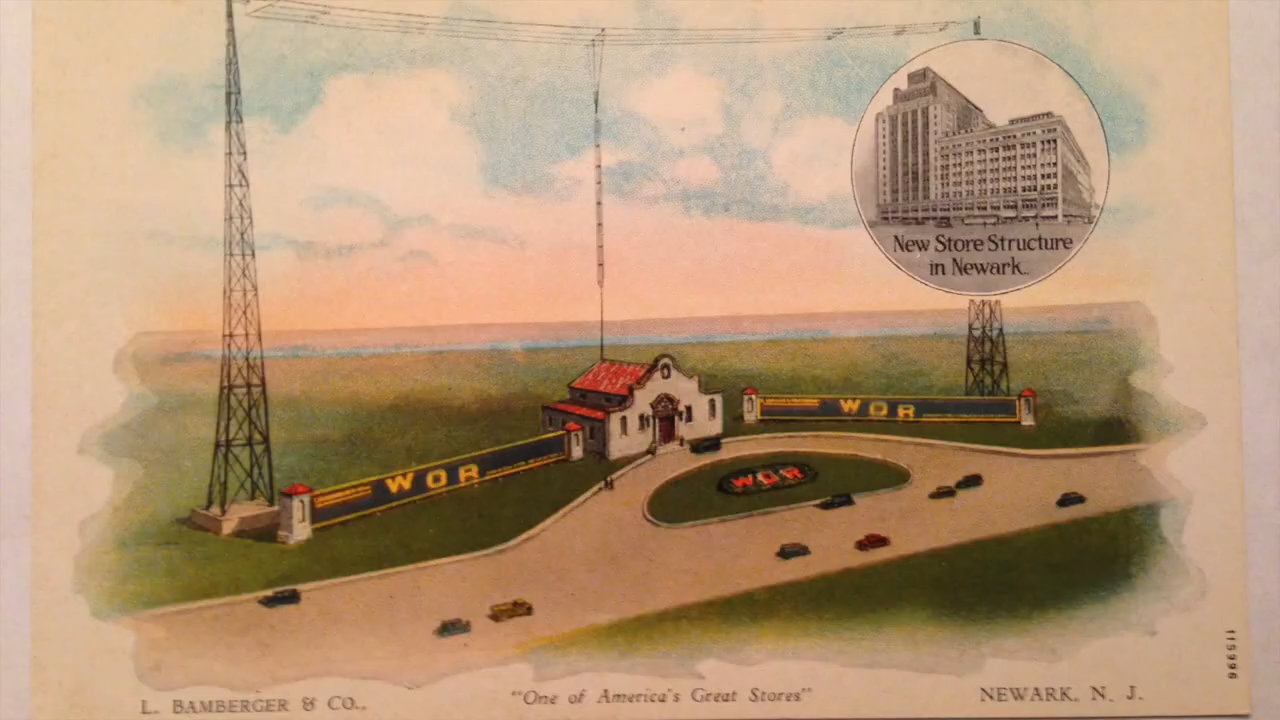 New Store Structure
in Newark.
WOR
WOR
WOR
11596
L. BAMBERGER & CO.,
"One of America's Great Stores"
NEWARK, N. J.